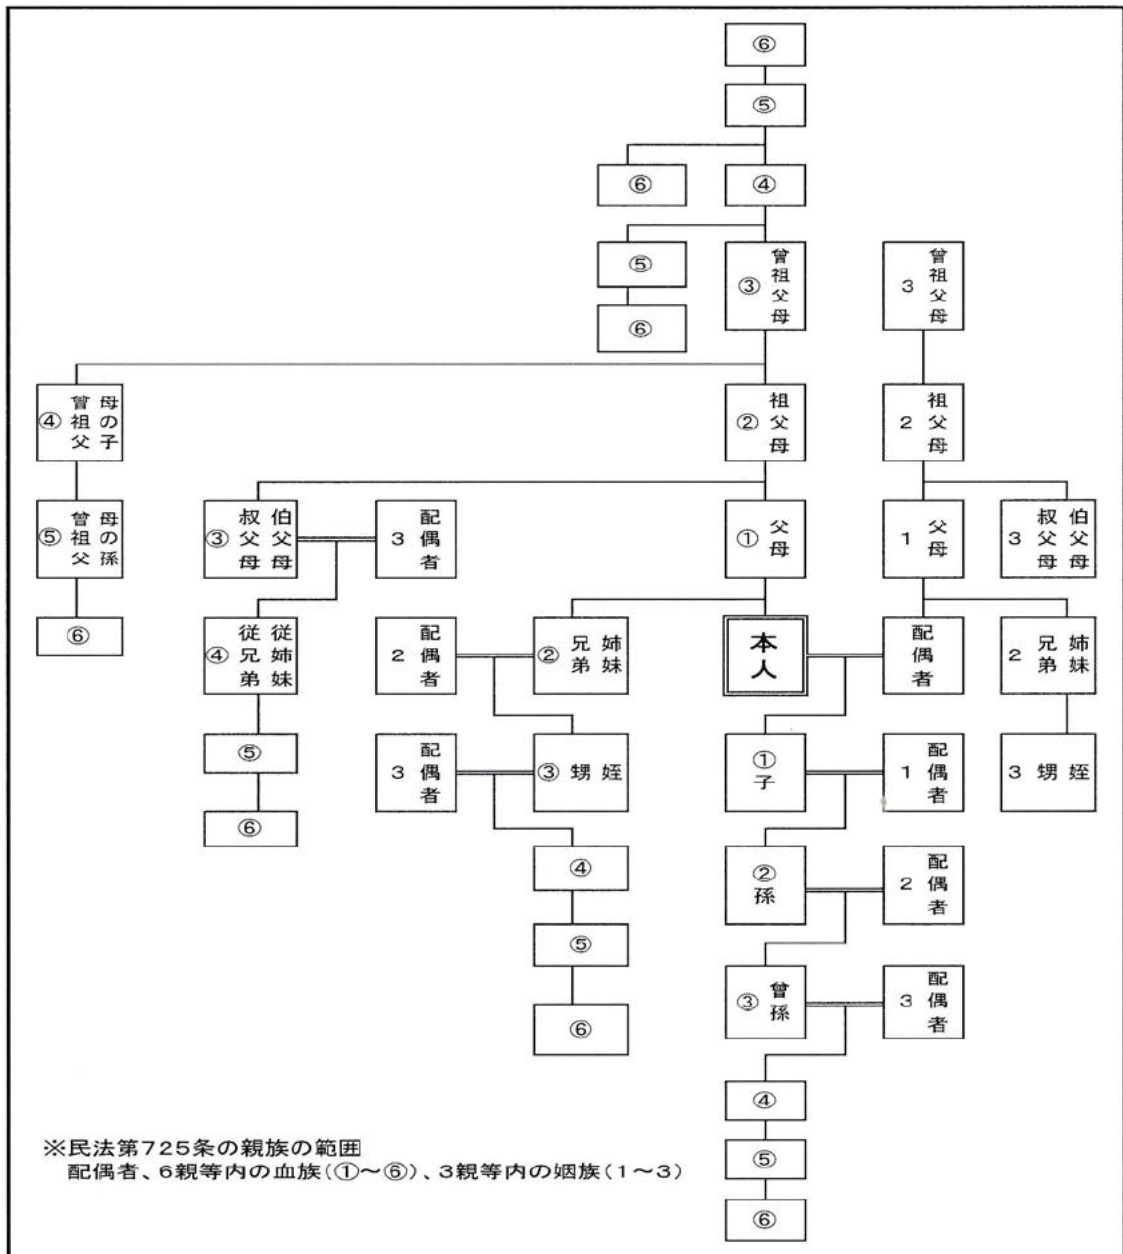 ⑥
⑤
⑥
④
⑤
③ 曾祖父母
3 曾祖父母
⑥
④ 曾祖父母の子
② 祖父母
2 祖父母
⑤ 曾祖父母の孫
③ 叔父母 伯父母
3 配偶者
① 父母
1 父母
3 叔父母 伯父母
⑥
④ 従兄弟 従姉妹
2 配偶者
② 兄弟 姉妹
本人
配偶者
2 兄弟 姉妹
⑤
3 配偶者
③ 甥 姪
① 子
1 配偶者
3 甥 姪
⑥
④
② 孫
2 配偶者
⑤
③ 曾孫
3 配偶者
⑥
④
⑤
⑥
※民法第725条の親族の範囲
配偶者、6親等内の血族(①~⑥)、3親等内の姻族(1~3)